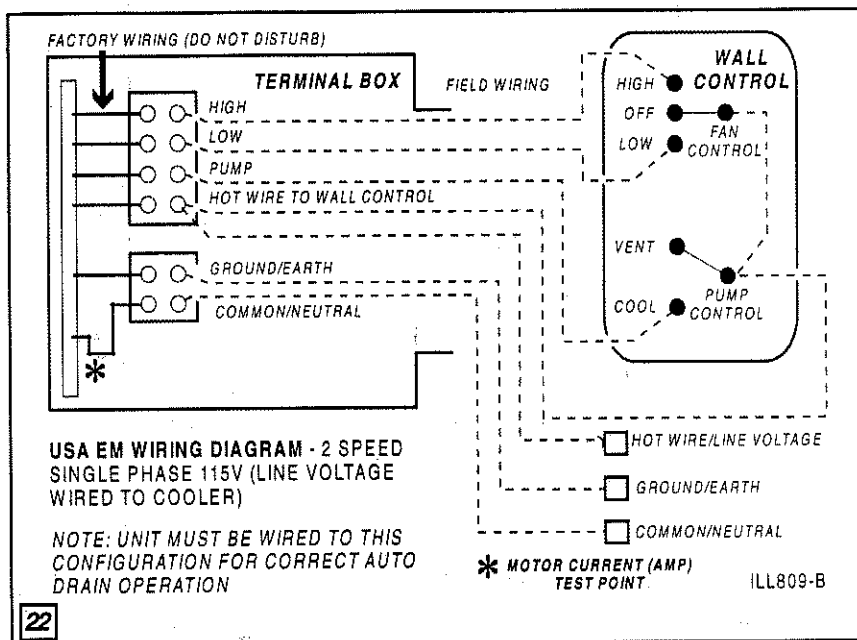 FACTORY WIRING (DO NOT DISTURB)
TERMINAL BOX
FIELD WIRING
WALL
CONTROL
HIGH
LOW
PUMP
HOT WIRE TO WALL CONTROL
GROUND/EARTH
COMMON/NEUTRAL
HIGH
OFF
LOW
FAN
CONTROL
VENT
COOL
PUMP
CONTROL
HOT WIRE/LINE VOLTAGE
GROUND/EARTH
COMMON/NEUTRAL
USA EM WIRING DIAGRAM - 2 SPEED
SINGLE PHASE 115V (LINE VOLTAGE
WIRED TO COOLER)
NOTE: UNIT MUST BE WIRED TO THIS
CONFIGURATION FOR CORRECT AUTO
DRAIN OPERATION
* MOTOR CURRENT (AMP)
TEST POINT
ILL809-B
22